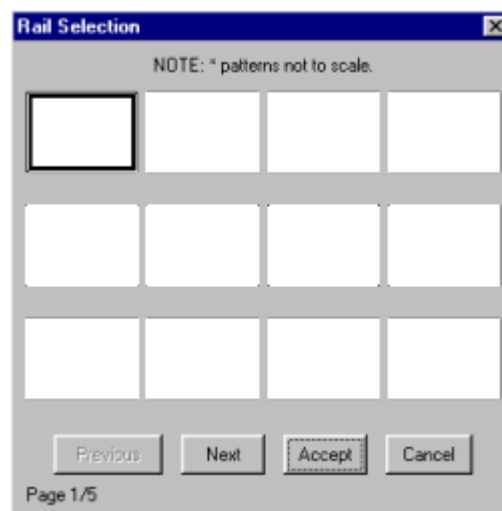 Rail Selection
NOTE: * patterns not to scale.
Previous Next Accept Cancel
Page 1/5